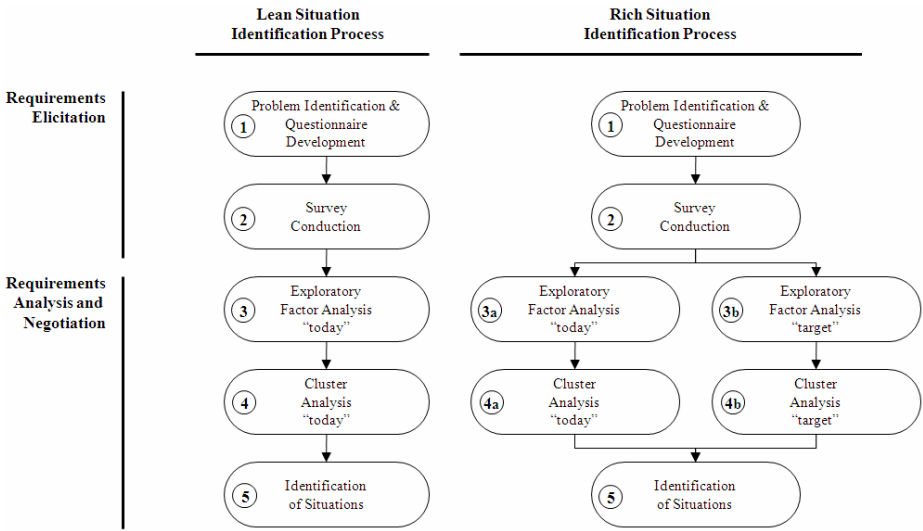 Lean Situation
Identification Process
Rich Situation
Identification Process
Requirements
Elicitation
1
Problem Identification &
Questionnaire
Development
1
Problem Identification &
Questionnaire
Development
2
Survey
Conduction
2
Survey
Conduction
Requirements
Analysis and
Negotiation
3
Exploratory
Factor Analysis
“today”
3a
Exploratory
Factor Analysis
“today”
3b
Exploratory
Factor Analysis
“target”
4
Cluster
Analysis
“today”
4a
Cluster
Analysis
“today”
4b
Cluster
Analysis
“target”
5
Identification
of Situations
5
Identification
of Situations